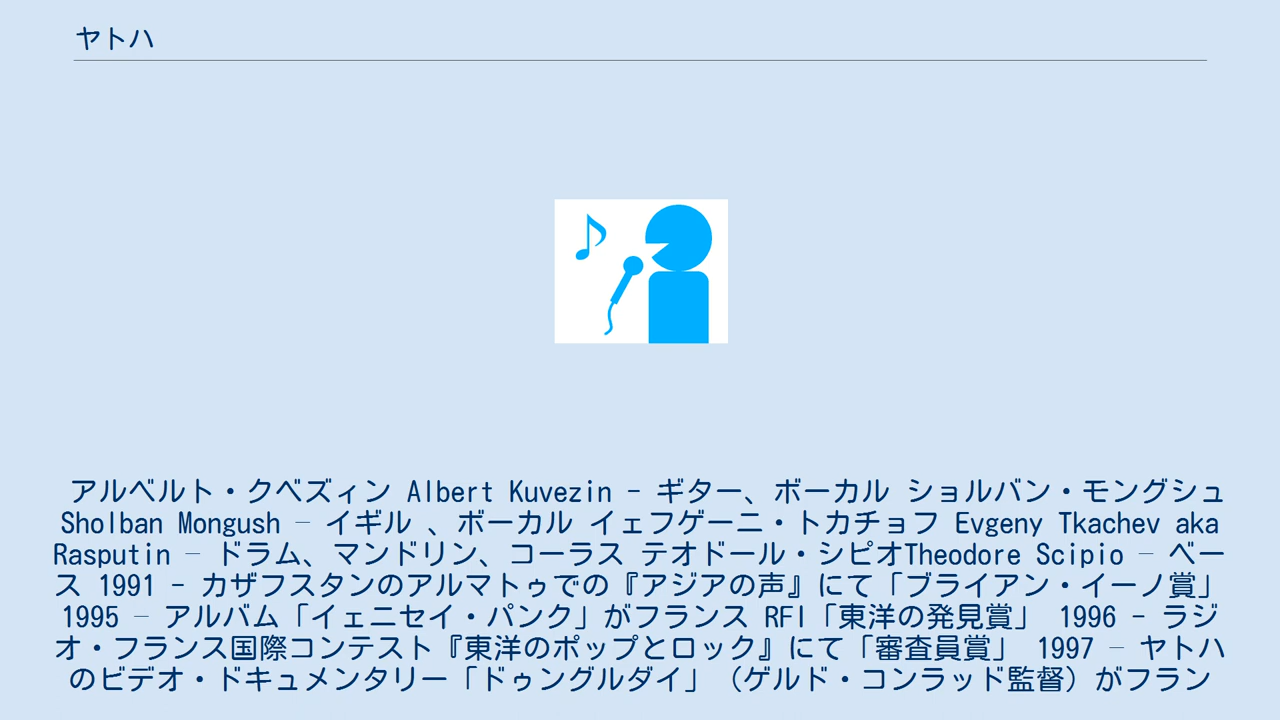 ヤトハ
アルベルト・クベズィン Albert Kuvezin - ギター、ボーカル ショルバン・モングシュ
Sholban Mongush – イギル 、ボーカル イェフゲーニ・トカチョフ Evgeny Tkachev aka
Rasputin – ドラム、マンドリン、コーラス テオドール・シピオTheodore Scipio – ベー
ス 1991 - カザフスタンのアルマトゥでの『アジアの声』にて「ブライアン・イーノ賞」
1995 – アルバム「イェニセイ・パンク」がフランス RFI「東洋の発見賞」 1996 - ラジ
オ・フランス国際コンテスト『東洋のポップとロック』にて「審査員賞」 1997 – ヤトハ
のビデオ・ドキュメンタリー「ドゥングルダイ」（ゲルド・コンラッド監督）がフラン